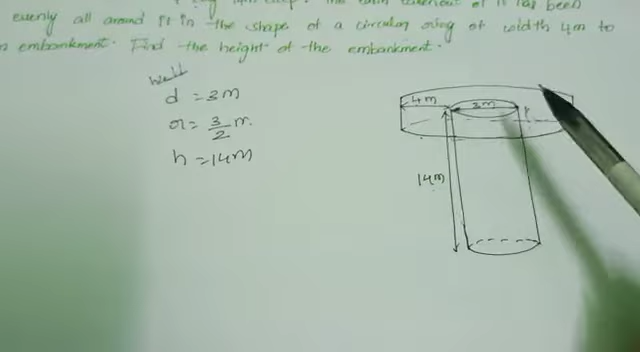 evenly all around it in the shape of a circular ring of width 4m to
embankment. Find the height of the embankment.
Well
d = 3m
r = 3/2 m.
h = 14m
4m
3m
14m